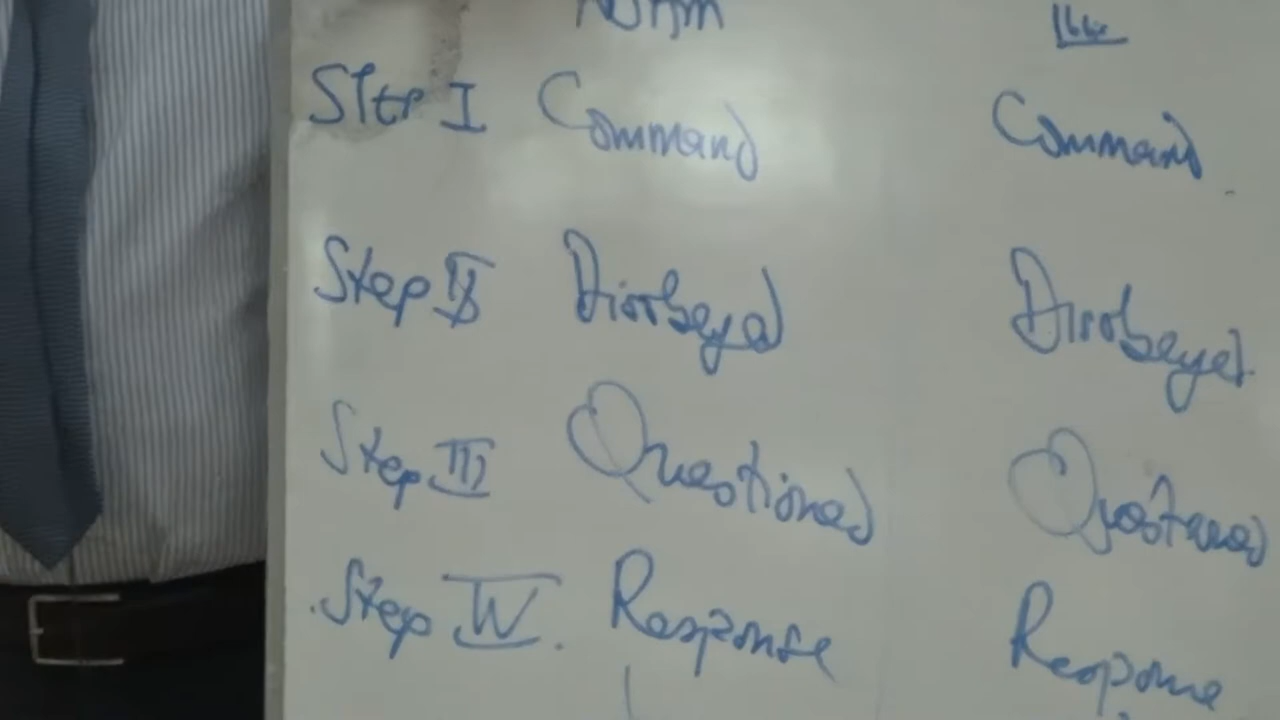 Step I Command Command
Step II Disobeyed Disobeyed
Step III Questioned Questioned
Step IV. Response Response